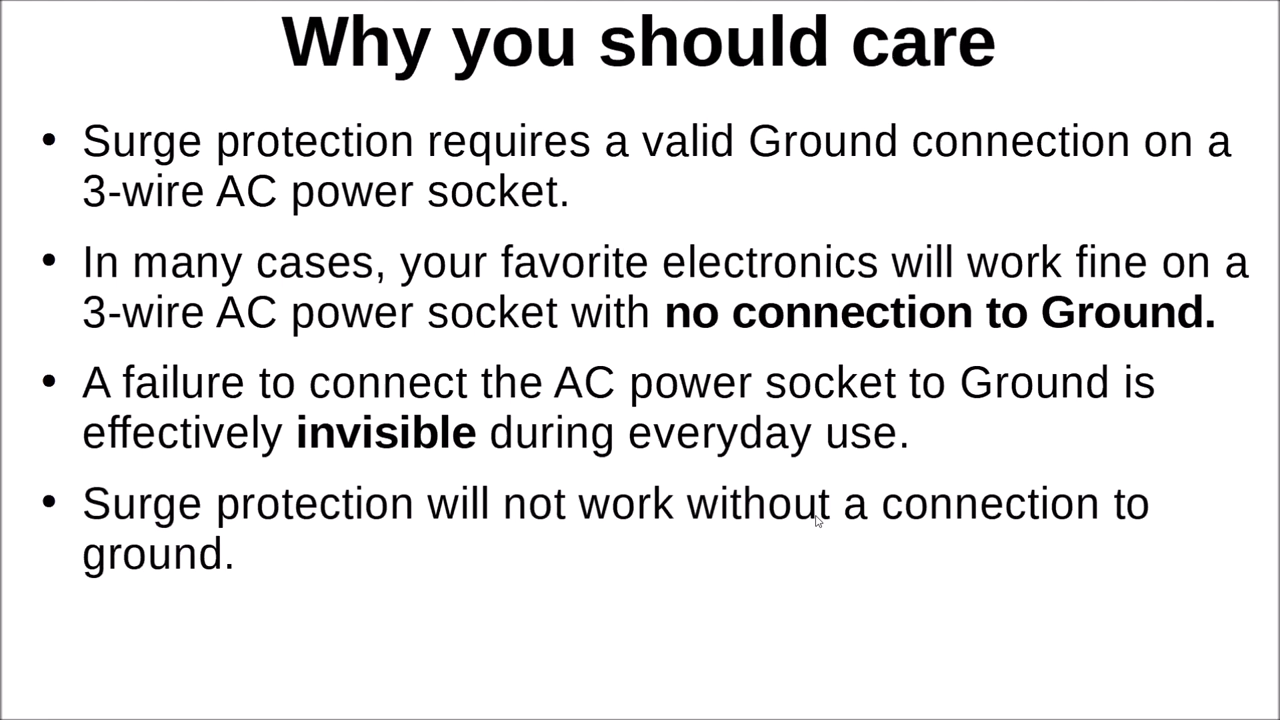 Why you should care
• Surge protection requires a valid Ground connection on a
3-wire AC power socket.
• In many cases, your favorite electronics will work fine on a
3-wire AC power socket with no connection to Ground.
• A failure to connect the AC power socket to Ground is
effectively invisible during everyday use.
• Surge protection will not work without a connection to
ground.